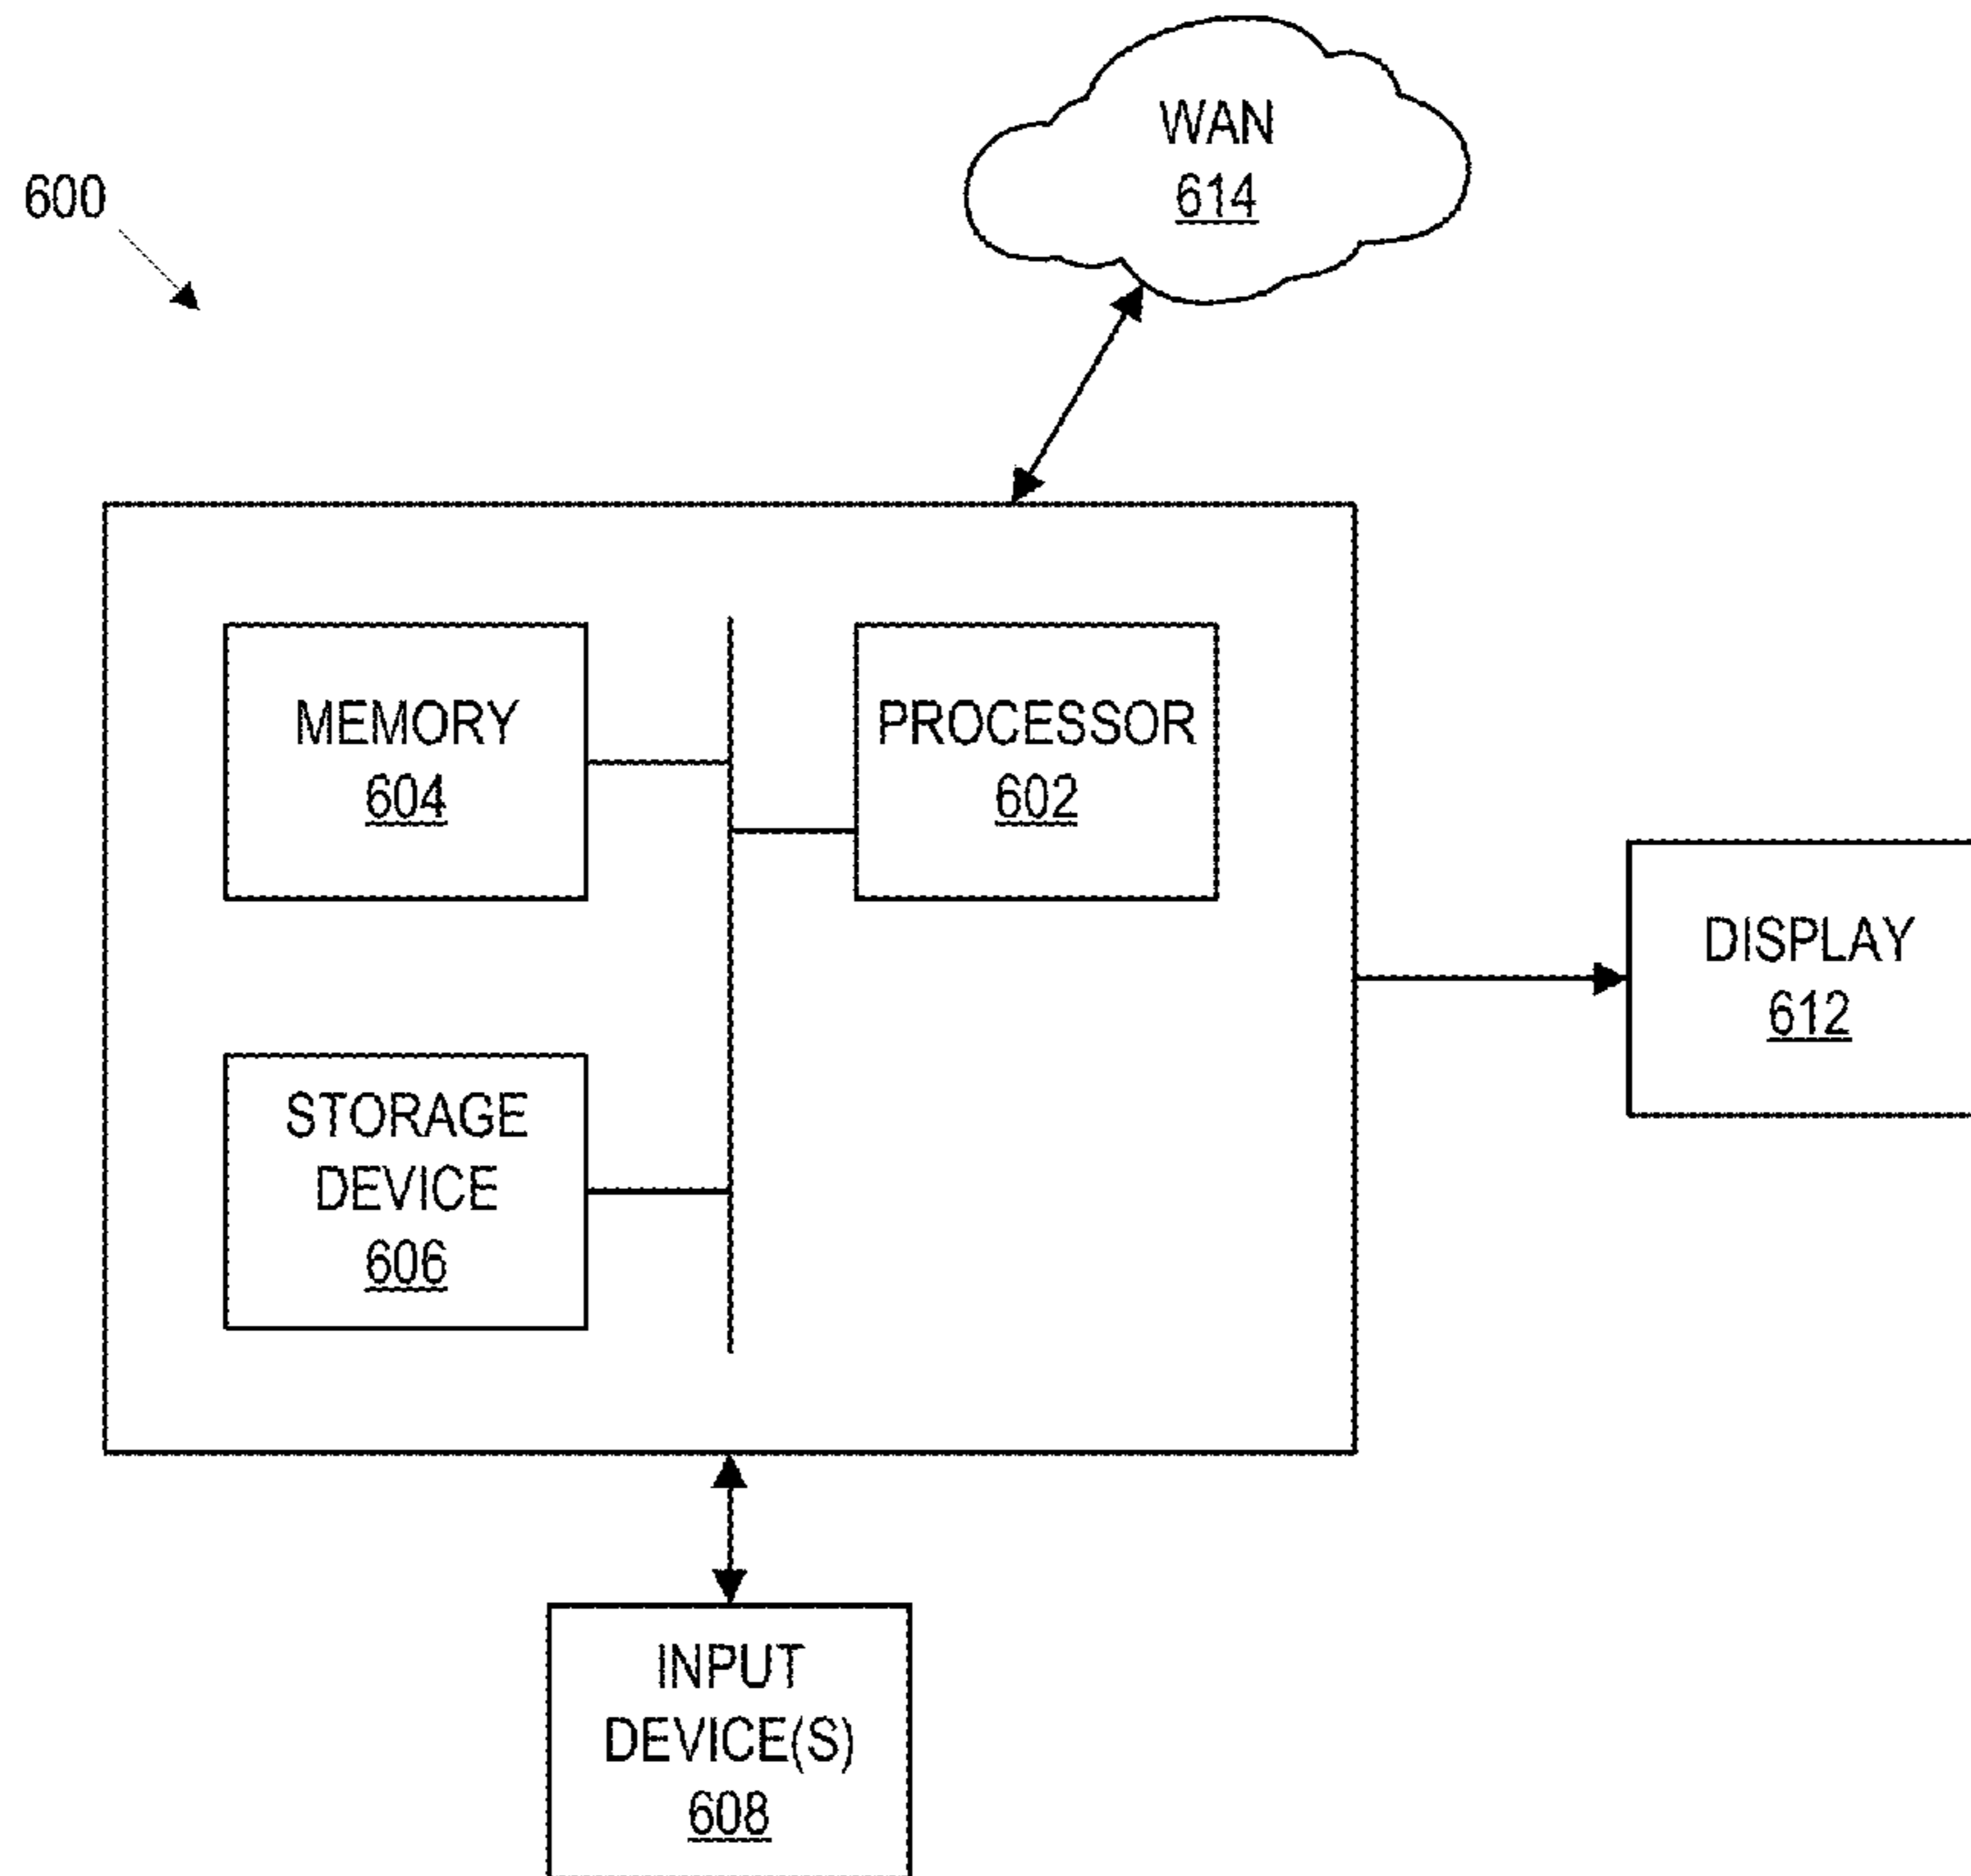 WAN
614
600
MEMORY
604
PROCESSOR
602
DISPLAY
612
STORAGE
DEVICE
606
INPUT
DEVICE(S)
608